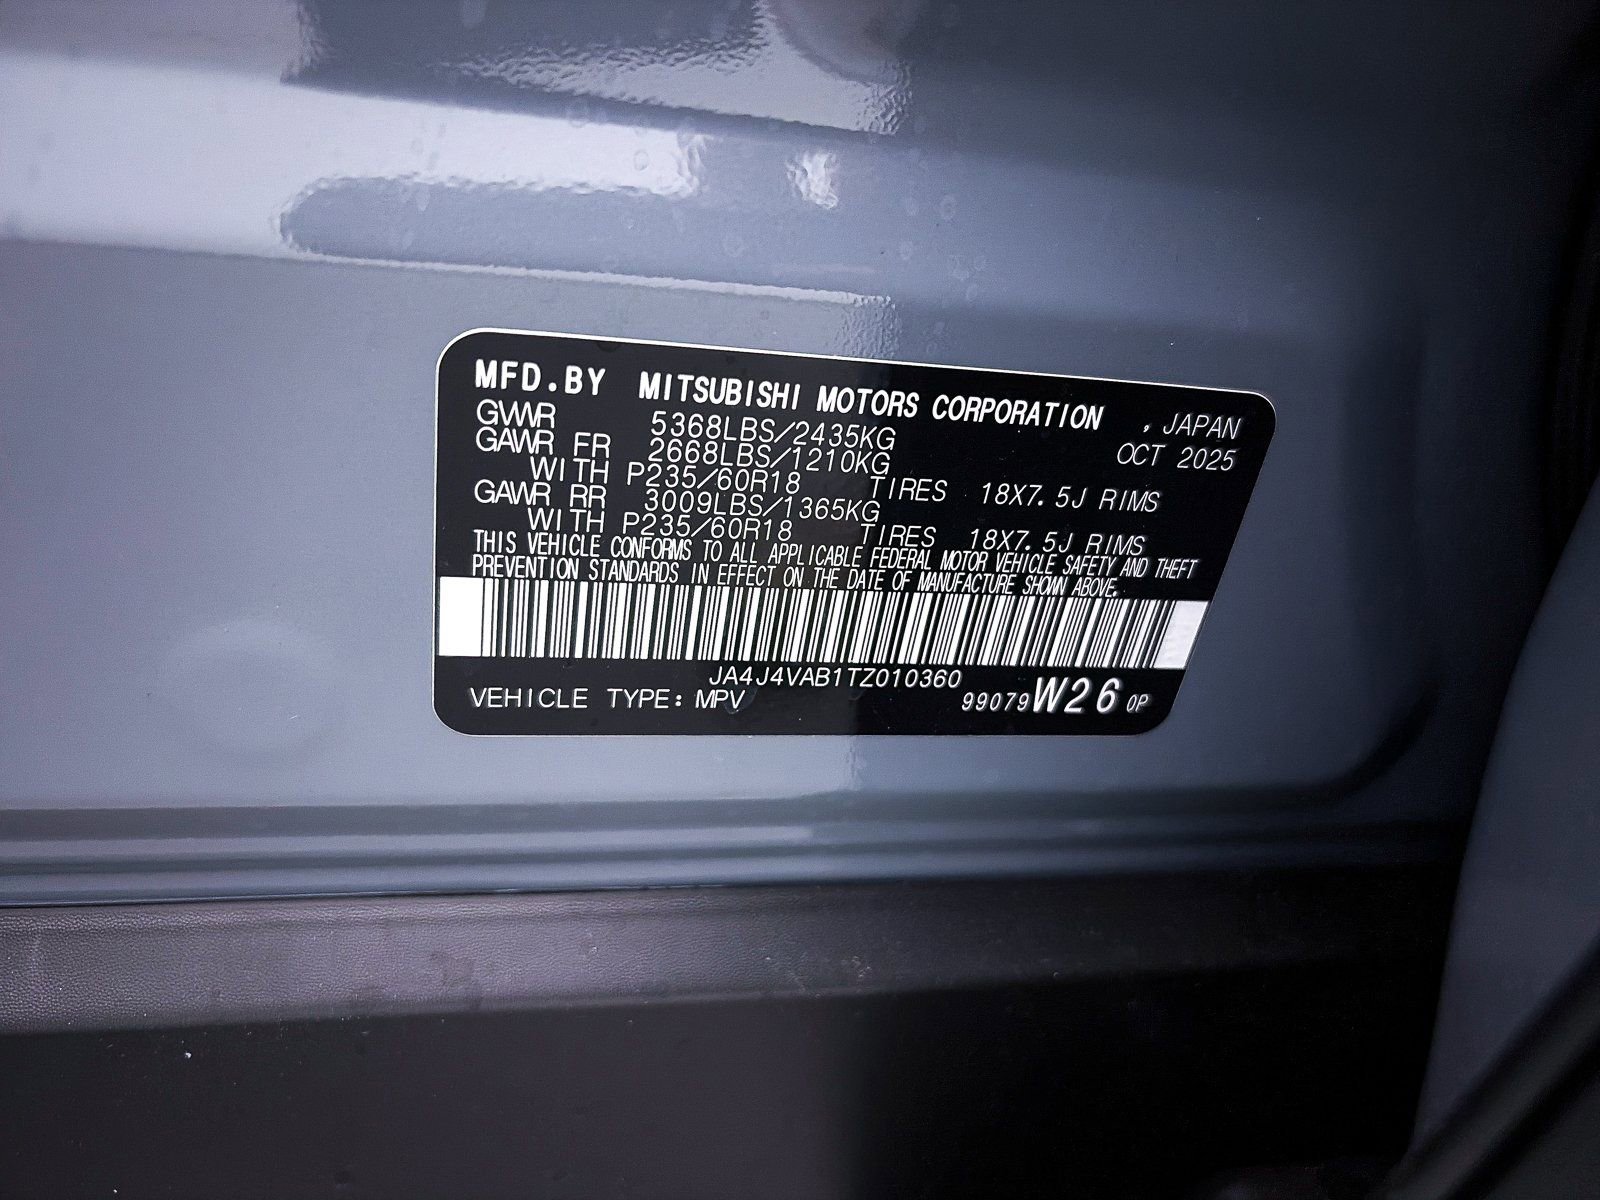 MFD.BY MITSUBISHI MOTORS CORPORATION , JAPAN
GVWR 5368LBS/2435KG OCT 2025
GAWR FR 2668LBS/1210KG
WITH P235/60R18 TIRES 18X7.5J RIMS
GAWR RR 3009LBS/1365KG
WITH P235/60R18 TIRES 18X7.5J RIMS
THIS VEHICLE CONFORMS TO ALL APPLICABLE FEDERAL MOTOR VEHICLE SAFETY AND THEFT
PREVENTION STANDARDS IN EFFECT ON THE DATE OF MANUFACTURE SHOWN ABOVE.
JA4J4VAB1TZ010360
VEHICLE TYPE: MPV 99079 W26 0P